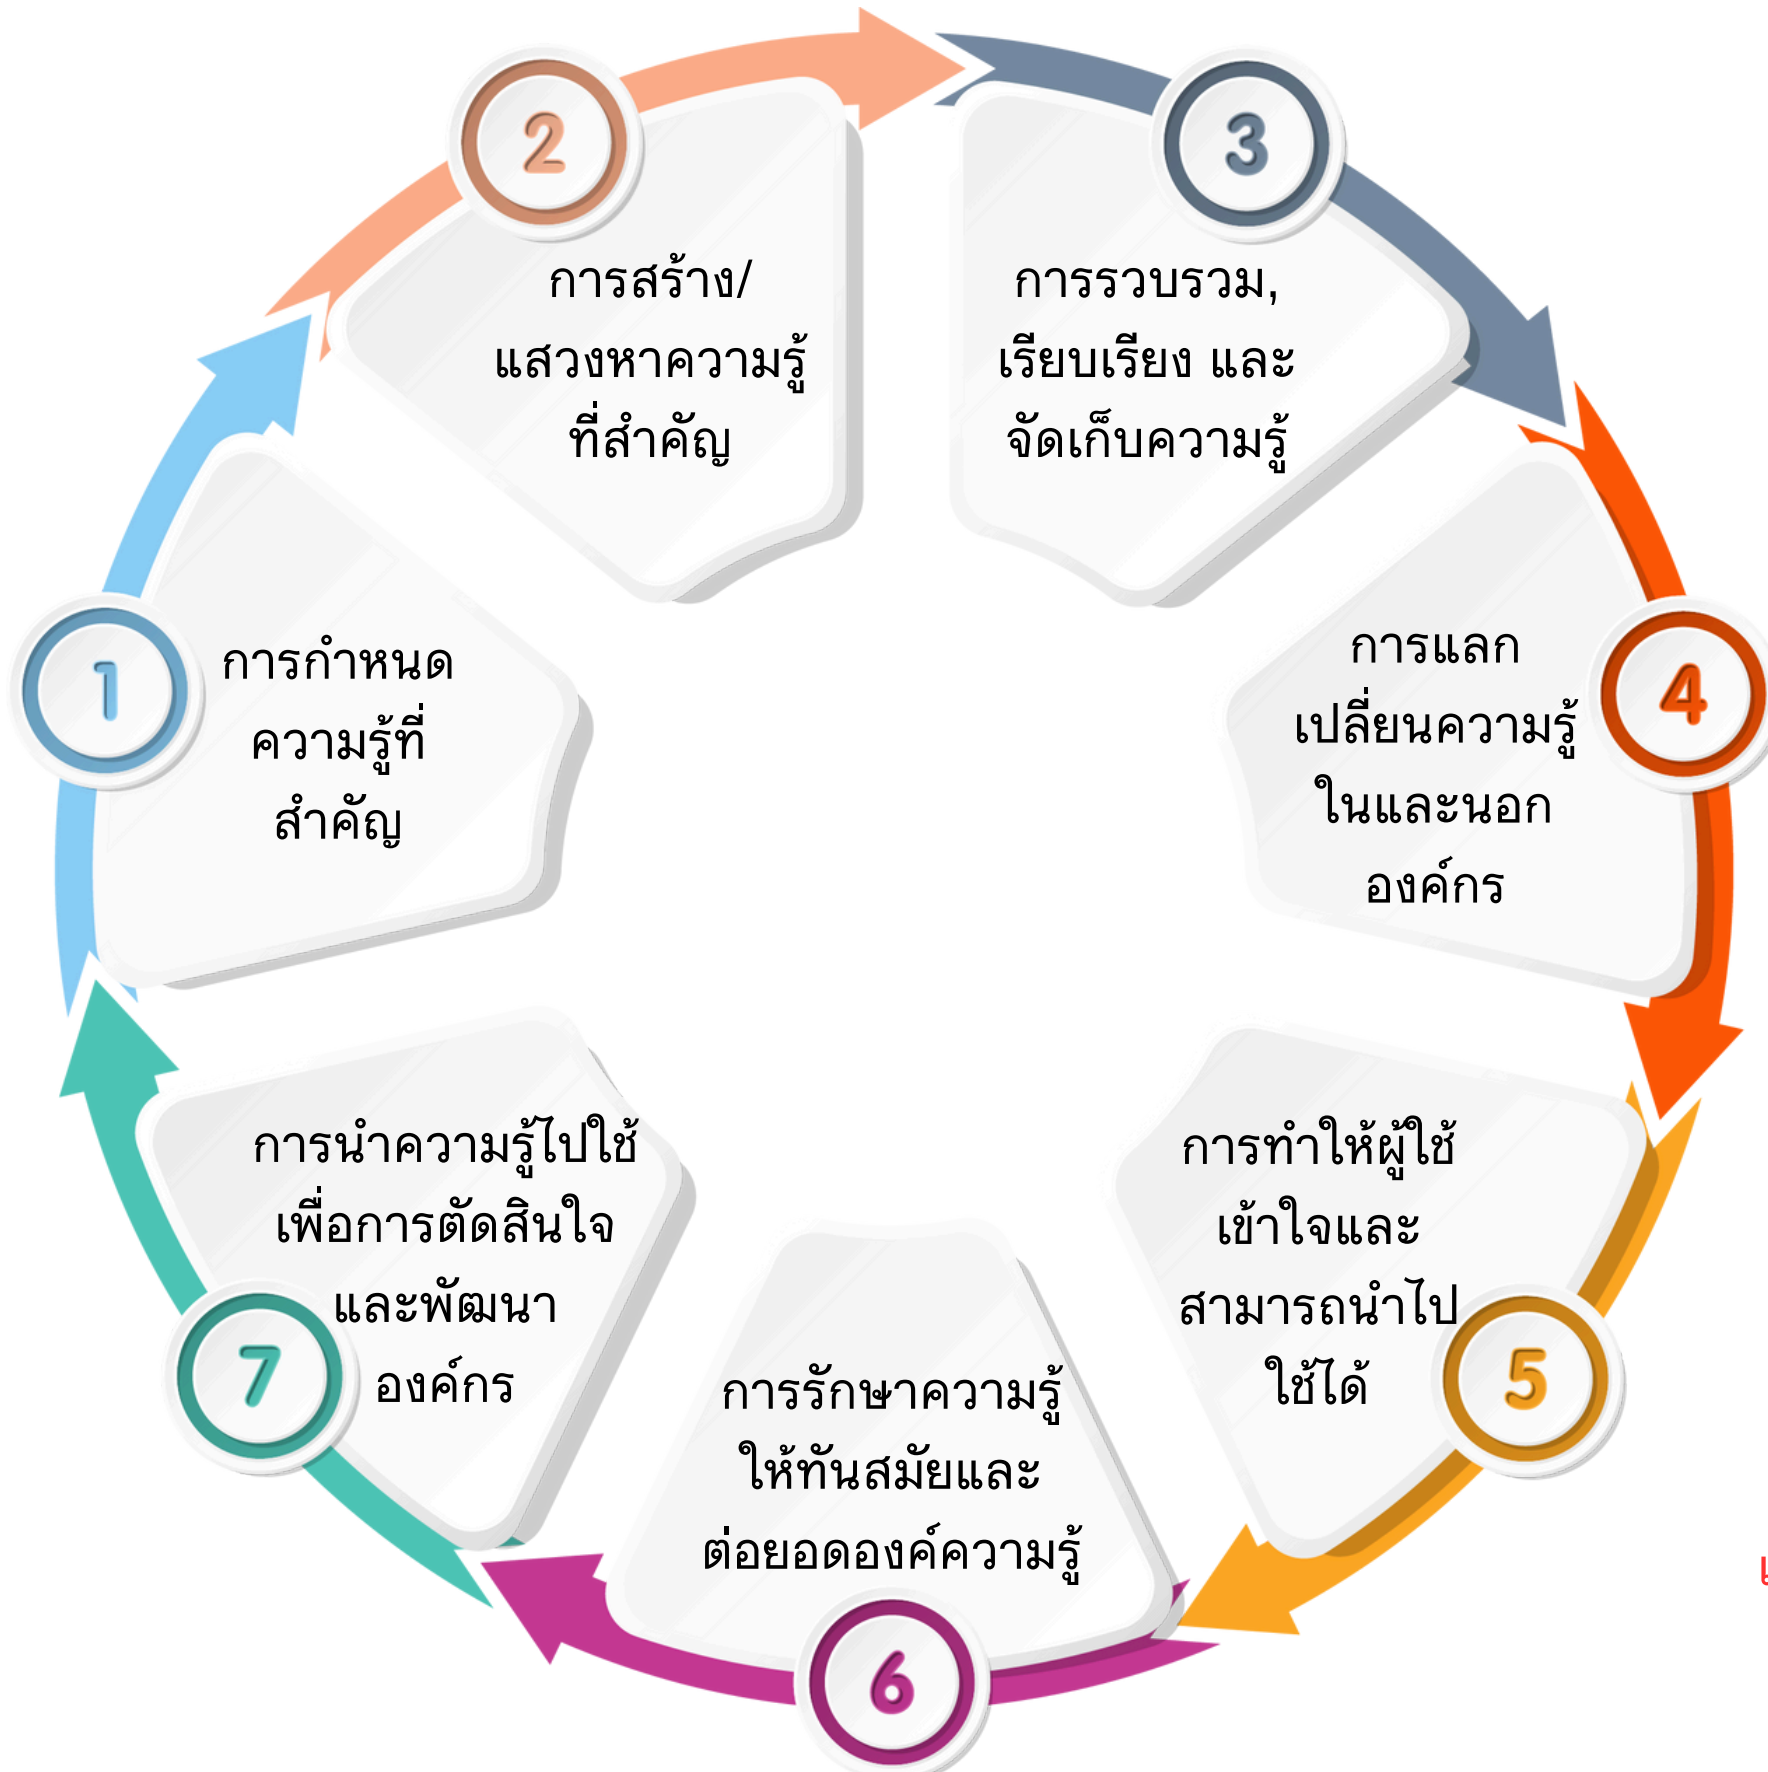 1
การกำหนด
ความรู้ที่
สำคัญ
2
การสร้าง/
แสวงหาความรู้
ที่สำคัญ
3
การรวบรวม,
เรียบเรียง และ
จัดเก็บความรู้
4
การแลก
เปลี่ยนความรู้
ในและนอก
องค์กร
5
การทำให้ผู้ใช้
เข้าใจและ
สามารถนำไป
ใช้ได้
6
การรักษาความรู้
ให้ทันสมัยและ
ต่อยอดองค์ความรู้
7
การนำความรู้ไปใช้
เพื่อการตัดสินใจ
และพัฒนา
องค์กร